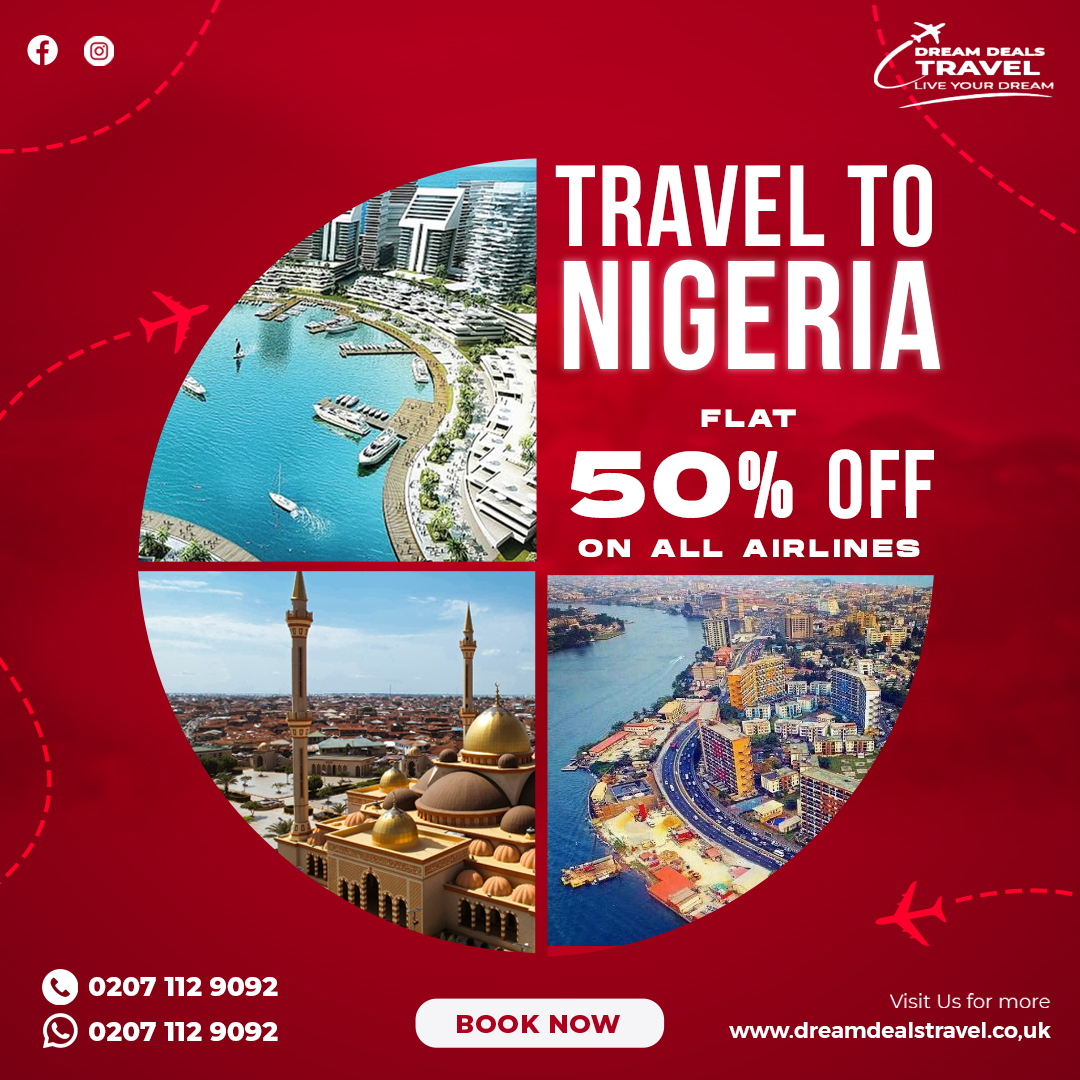 DREAM DEALS
TRAVEL
LIVE YOUR DREAM
TRAVEL TO
NIGERIA
FLAT
50% OFF
ON ALL AIRLINES
0207 112 9092
0207 112 9092
BOOK NOW
Visit Us for more
www.dreamdealstravel.co,uk